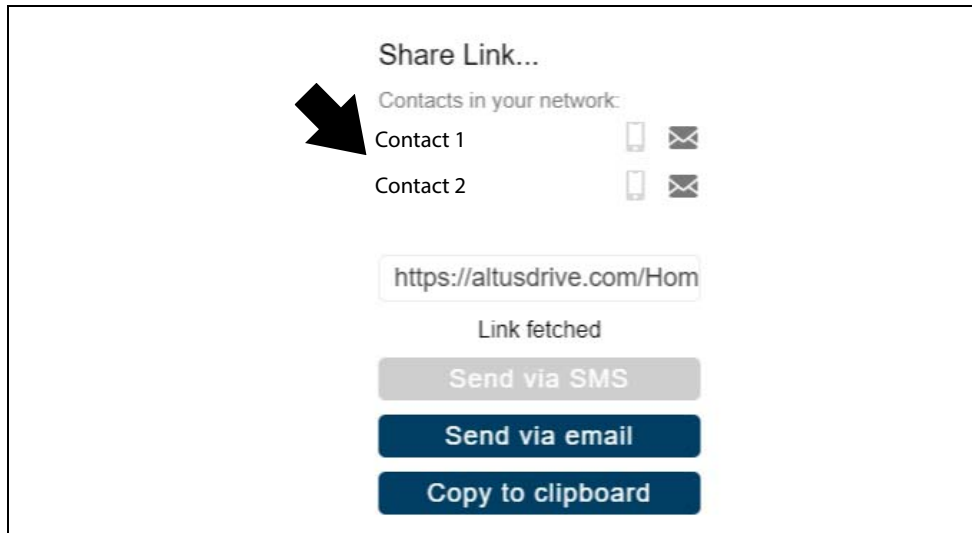 Share Link...
Contacts in your network:
Contact 1
Contact 2
https://altusdrive.com/Hom
Link fetched
Send via SMS
Send via email
Copy to clipboard